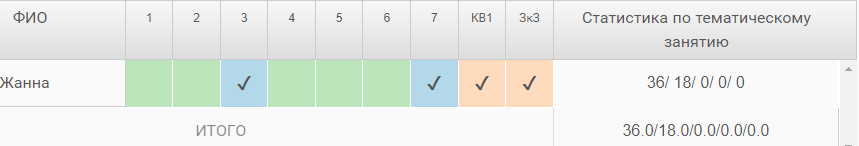 ФИО 1 2 3 4 5 6 7 КВ1 ЗкЗ Статистика по тематическому занятию
Жанна ✓ ✓ ✓ ✓ 36/ 18/ 0/ 0/ 0
ИТОГО 36.0/18.0/0.0/0.0/0.0